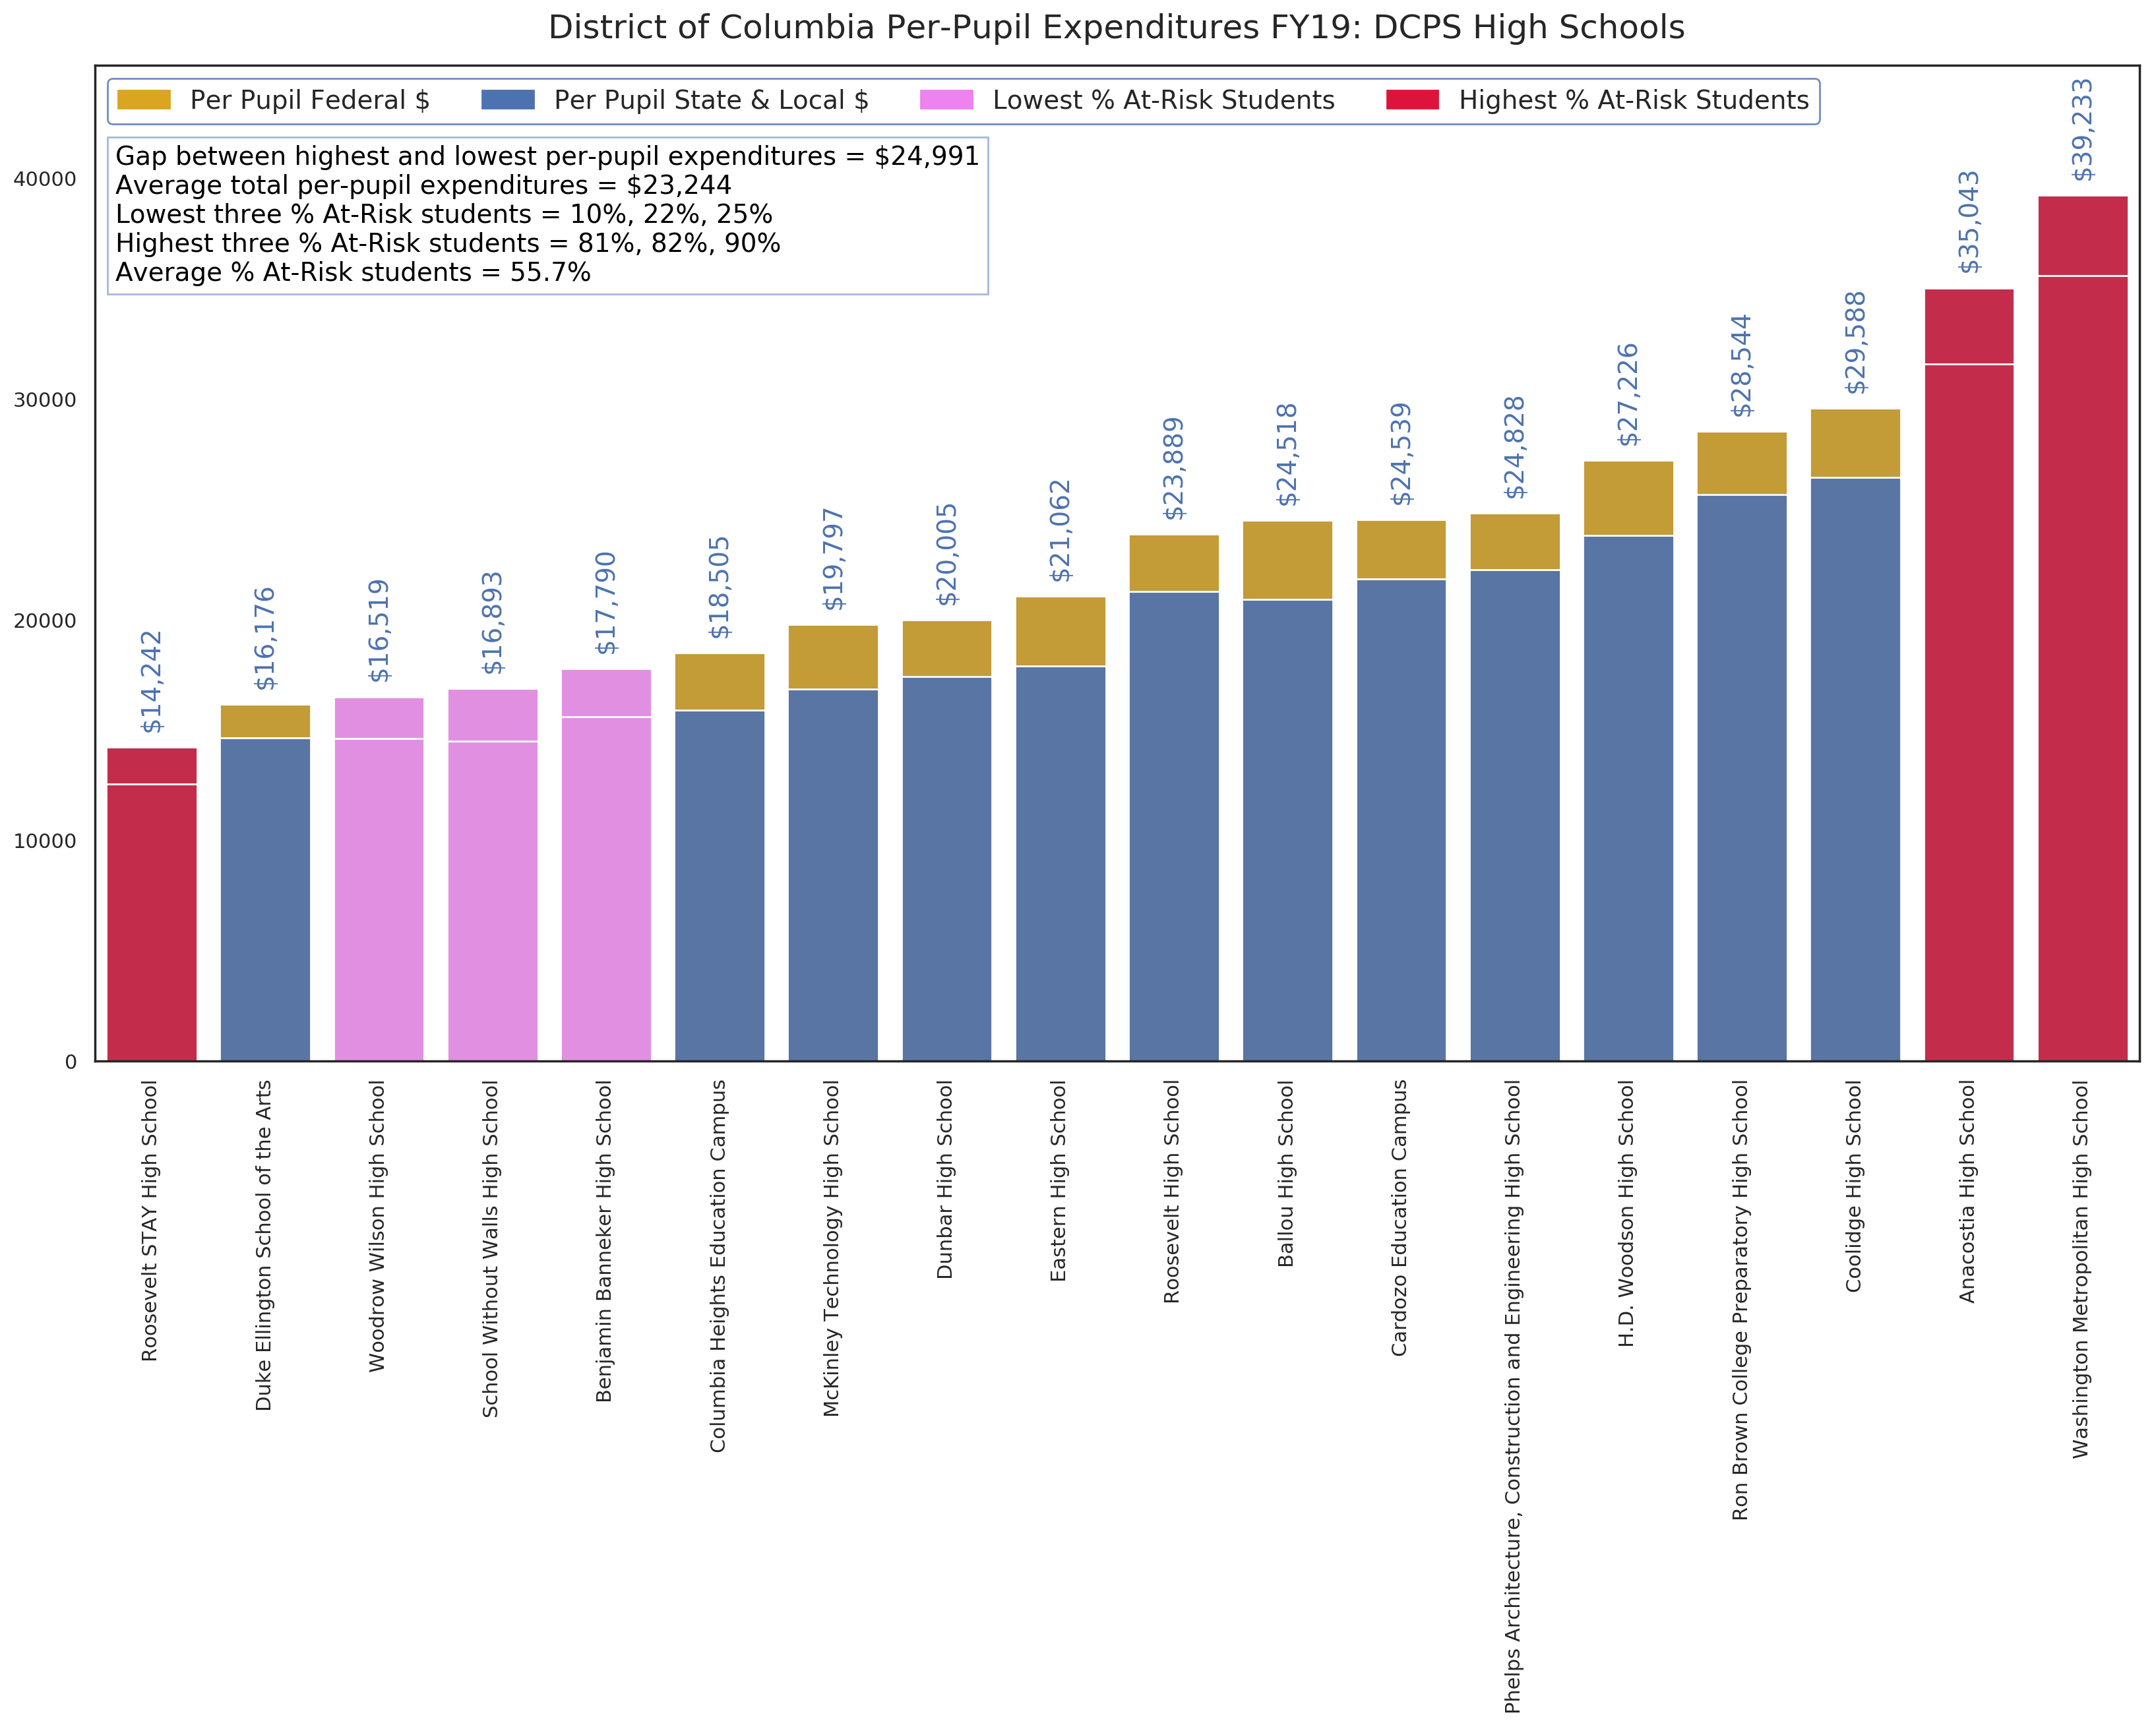 District of Columbia Per-Pupil Expenditures FY19: DCPS High Schools
Per Pupil Federal $
Per Pupil State & Local $
Lowest % At-Risk Students
Highest % At-Risk Students
Gap between highest and lowest per-pupil expenditures = $24,991
Average total per-pupil expenditures = $23,244
Lowest three % At-Risk students = 10%, 22%, 25%
Highest three % At-Risk students = 81%, 82%, 90%
Average % At-Risk students = 55.7%
40000
30000
20000
10000
0
$14,242
$16,176
$16,519
$16,893
$17,790
$18,505
$19,797
$20,005
$21,062
$23,889
$24,518
$24,539
$24,828
$27,226
$28,544
$29,588
$35,043
$39,233
Roosevelt STAY High School
Duke Ellington School of the Arts
Woodrow Wilson High School
School Without Walls High School
Benjamin Banneker High School
Columbia Heights Education Campus
McKinley Technology High School
Dunbar High School
Eastern High School
Roosevelt High School
Ballou High School
Cardozo Education Campus
Phelps Architecture, Construction and Engineering High School
H.D. Woodson High School
Ron Brown College Preparatory High School
Coolidge High School
Anacostia High School
Washington Metropolitan High School